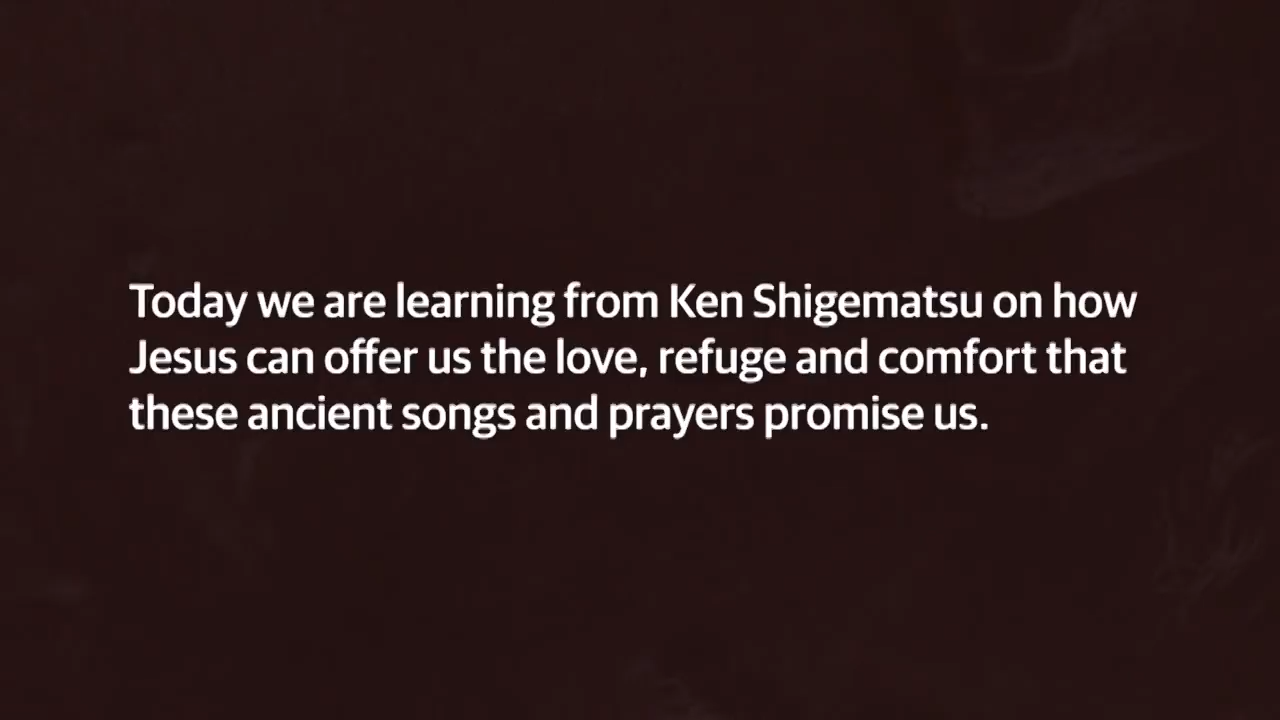 Today we are learning from Ken Shigematsu on how
Jesus can offer us the love, refuge and comfort that
these ancient songs and prayers promise us.